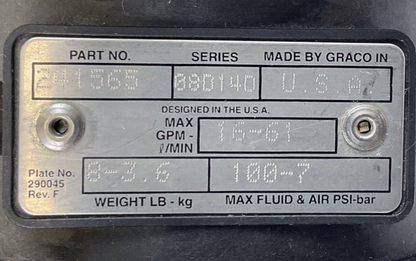 PART NO. SERIES MADE BY GRACO IN
241565 08D14D U.S.A.
DESIGNED IN THE U.S.A.
MAX
GPM - 16-61
ℓ/MIN
Plate No. 8-3.6 100-7
290045
Rev. F
WEIGHT LB - kg MAX FLUID & AIR PSI-bar